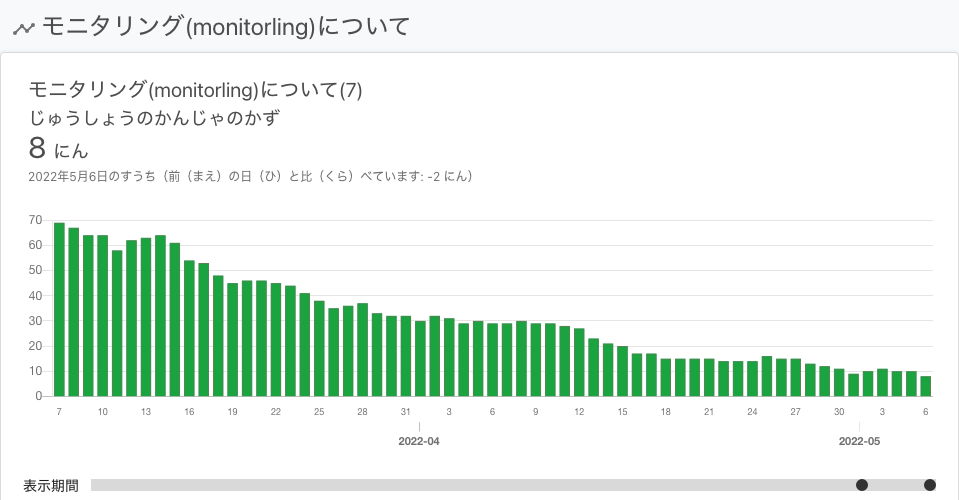 モニタリング(monitorling)について
モニタリング(monitorling)について(7)
じゅうしょうのかんじゃのかず
8 にん
2022年5月6日のすうち（前（まえ）の日（ひ）と比（くら）べています: -2 にん）
70
60
50
40
30
20
10
0
7 10 13 16 19 22 25 28 31 3 6 9 12 15 18 21 24 27 30 3 6
2022-04 2022-05
表示期間